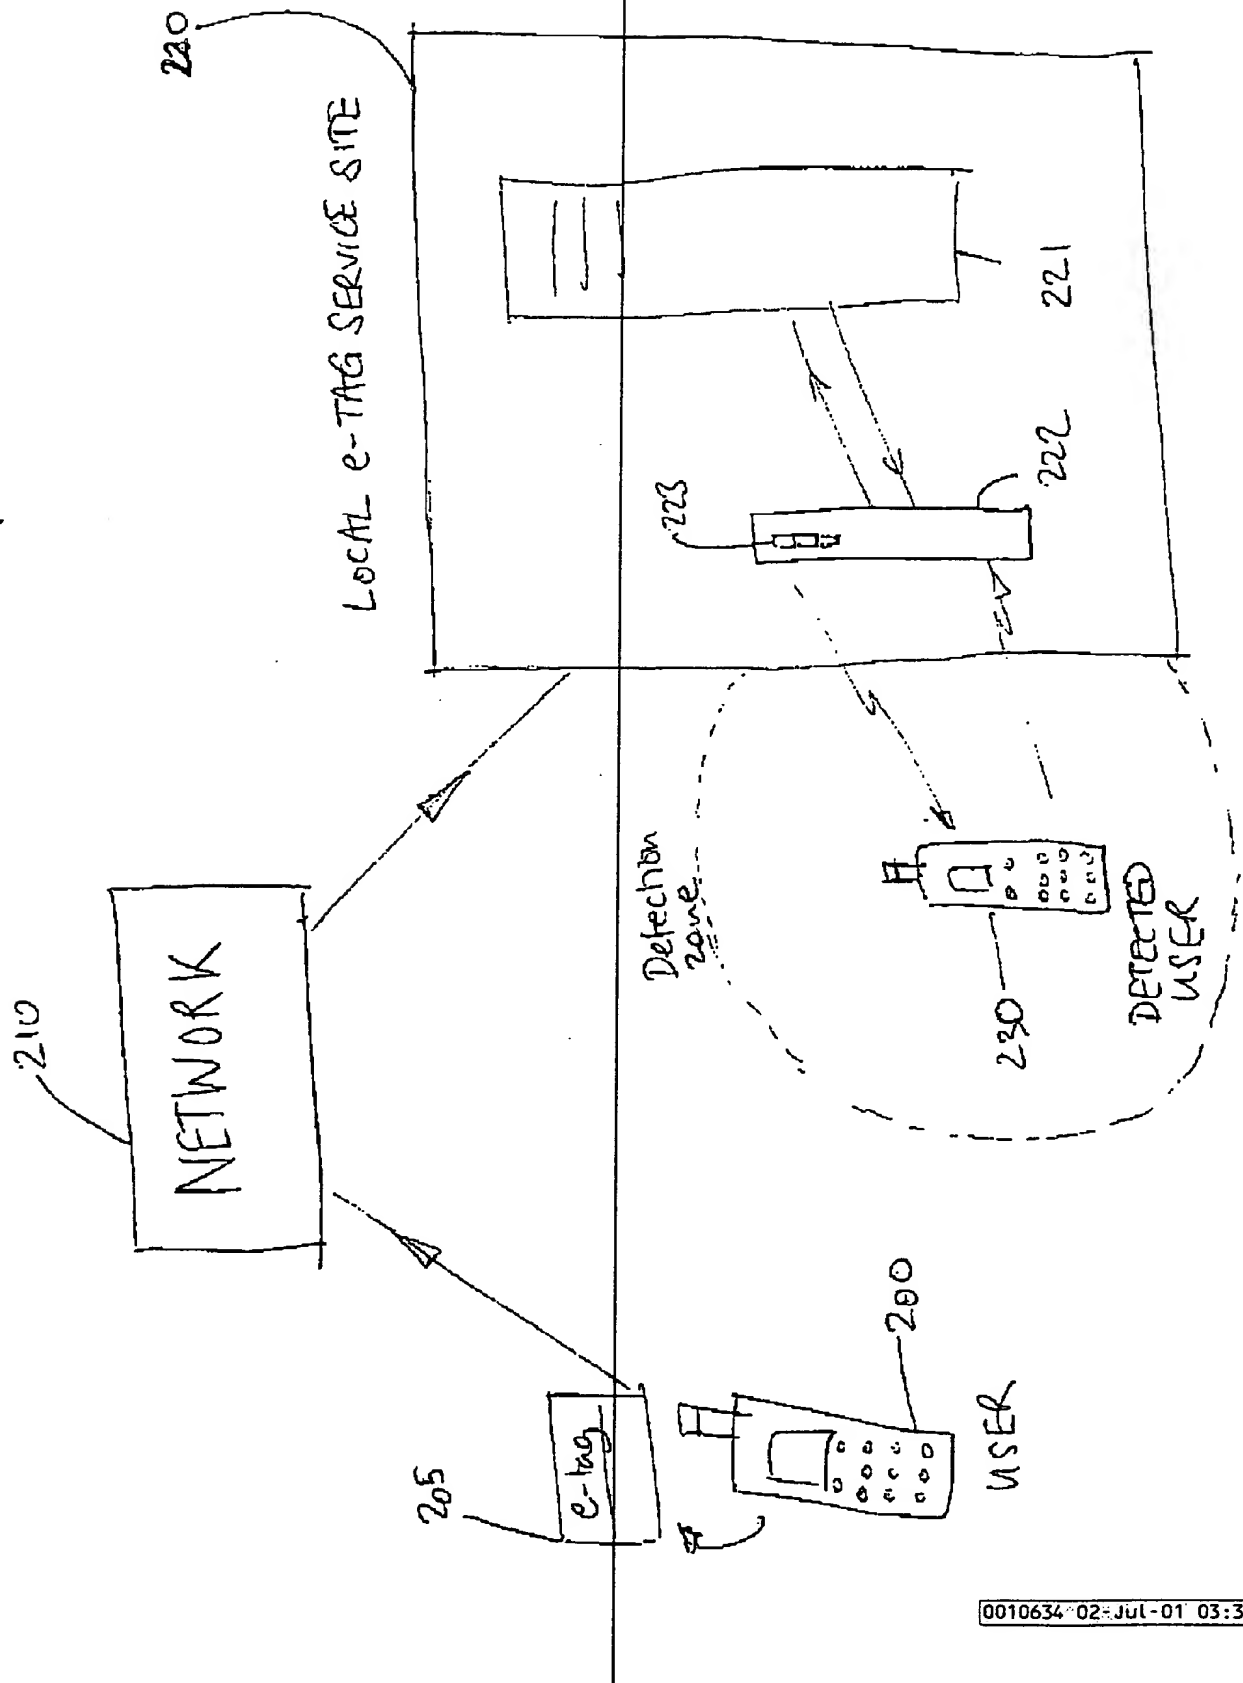 220
LOCAL e-TAG SERVICE SITE
221
222
223
210
NETWORK
Detection
zone
230
DETECTED
USER
205
e-tag
200
USER
0010634 02-Jul-01 03:3